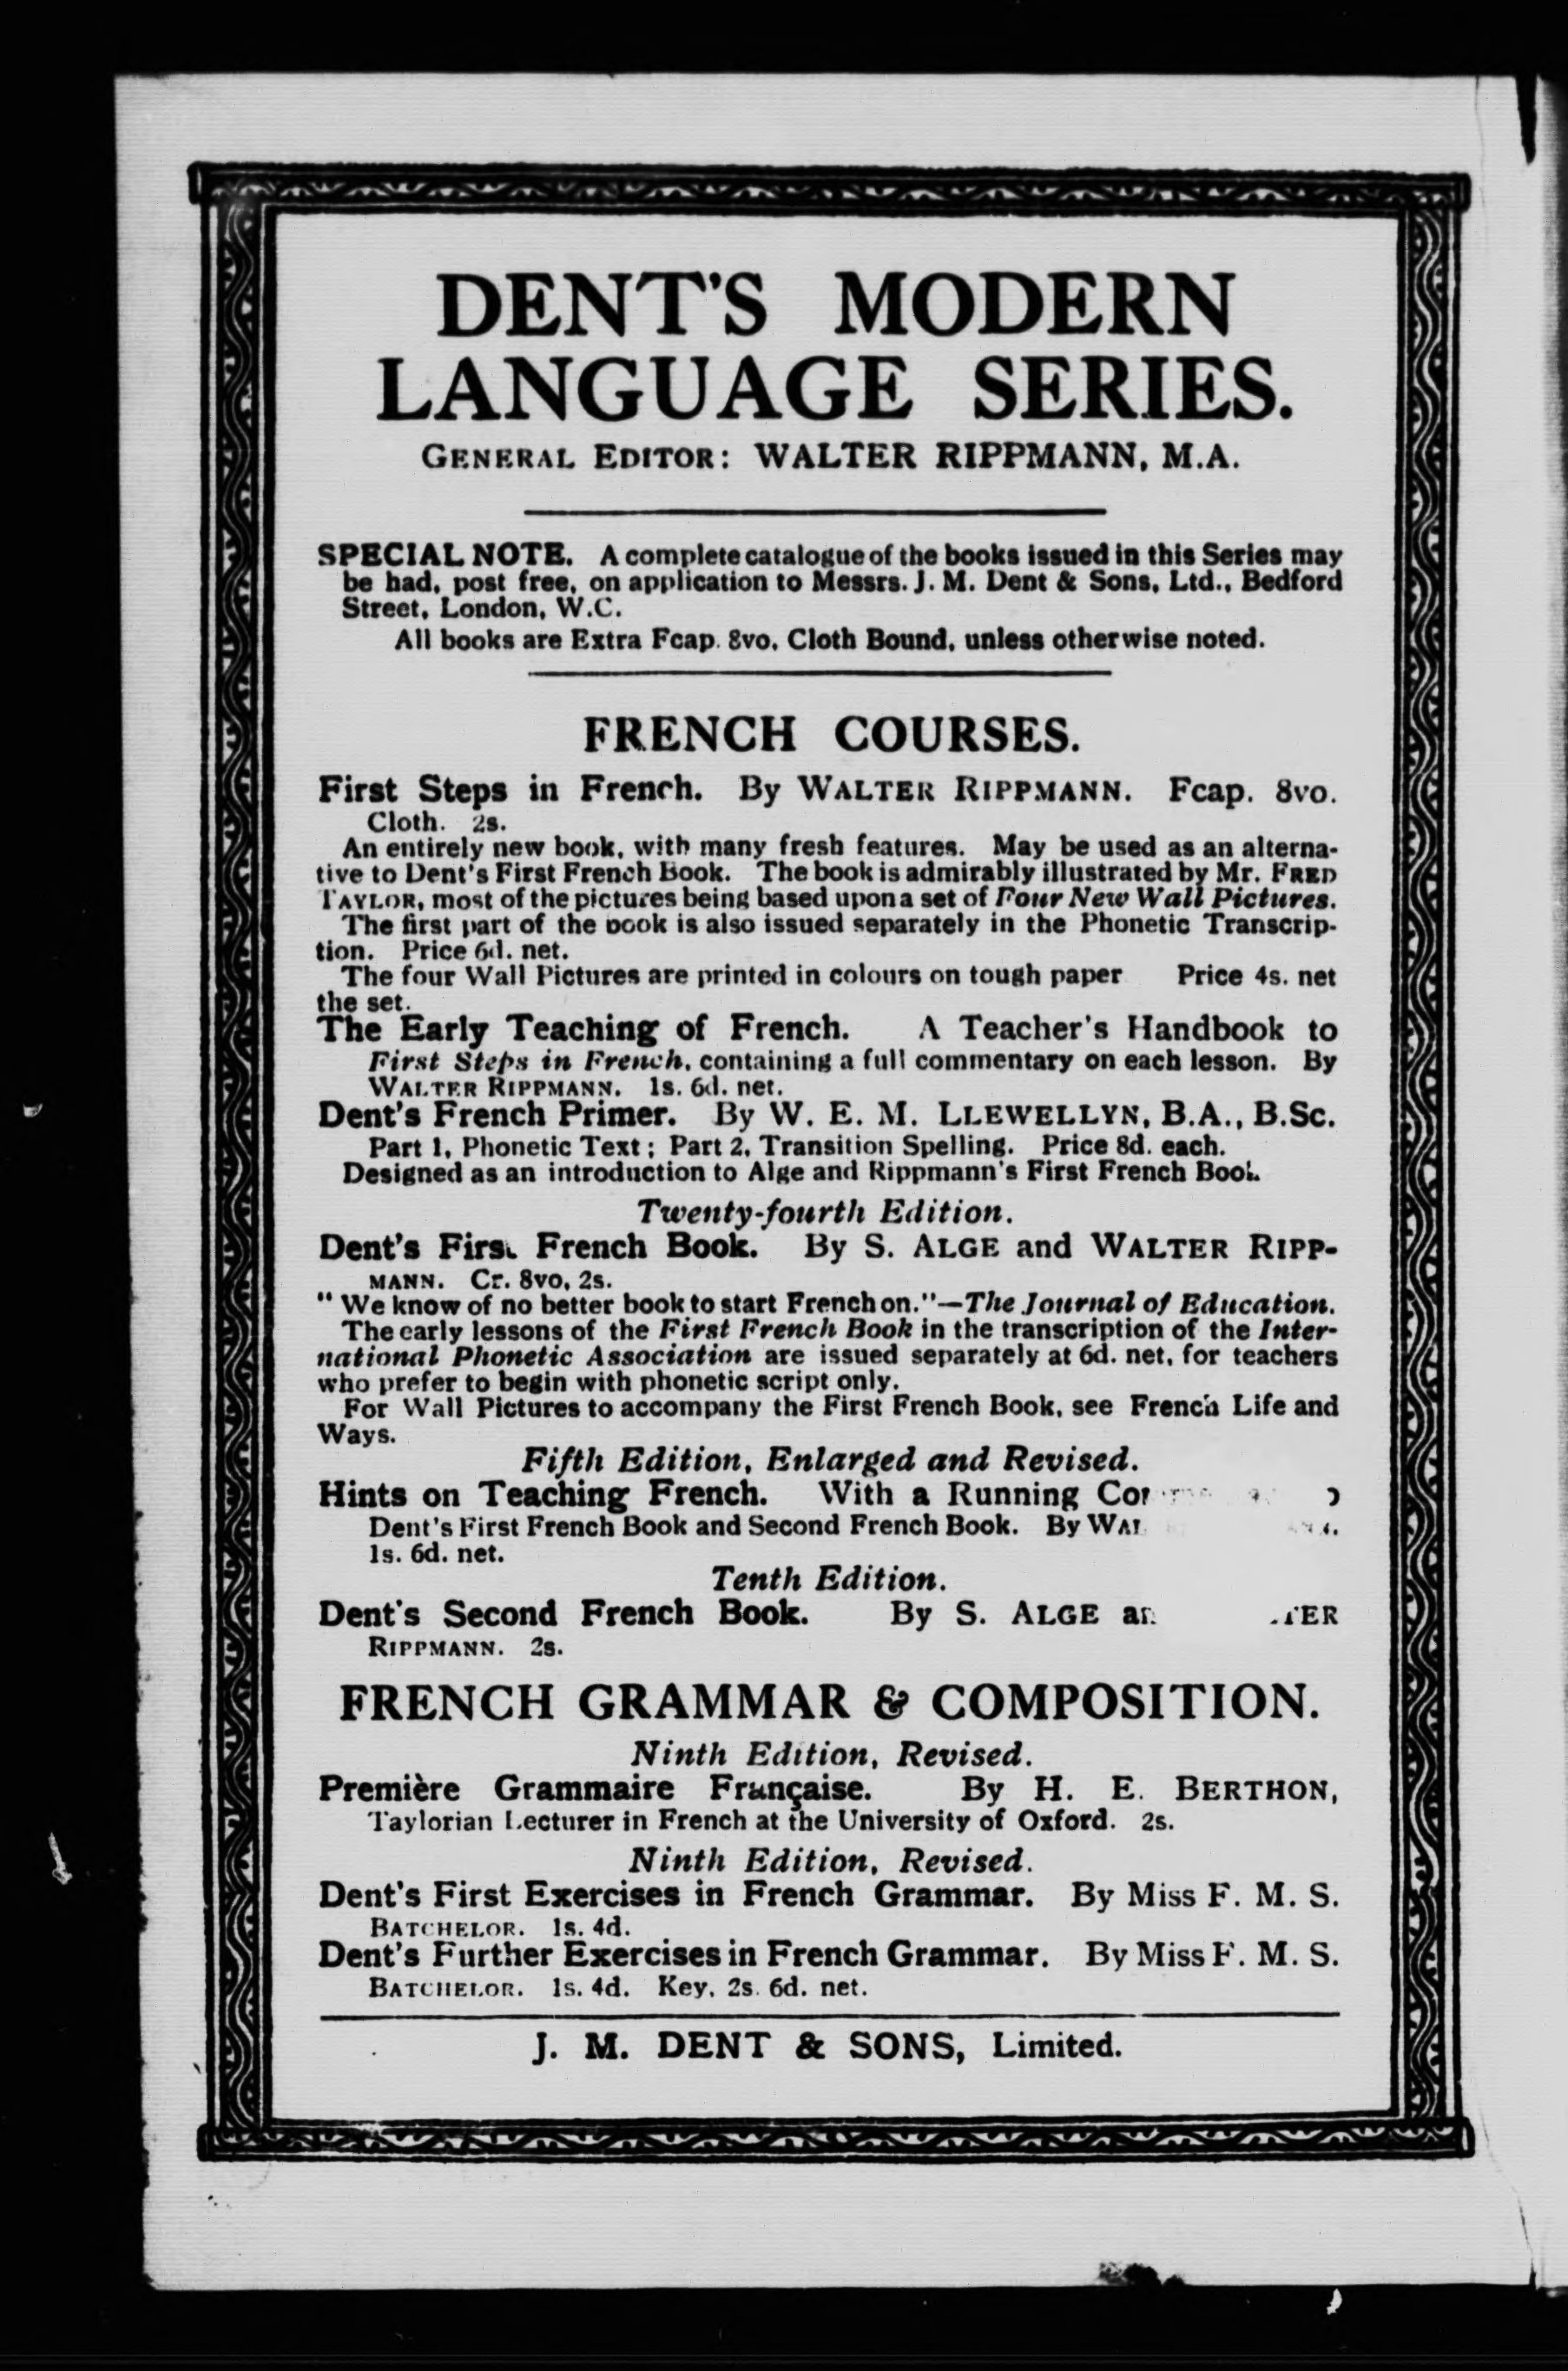 DENT'S MODERN
LANGUAGE SERIES.
GENERAL EDITOR: WALTER RIPPMANN, M.A.
SPECIAL NOTE. A complete catalogue of the books issued in this Series may
be had, post free, on application to Messrs. J. M. Dent & Sons, Ltd., Bedford
Street, London, W.C.
All books are Extra Fcap. 8vo, Cloth Bound, unless otherwise noted.
FRENCH COURSES.
First Steps in French. By WALTER RIPPMANN. Fcap. 8vo.
Cloth. 2s.
An entirely new book, with many fresh features. May be used as an alterna-
tive to Dent's First French Book. The book is admirably illustrated by Mr. FRED
TAYLOR, most of the pictures being based upon a set of Four New Wall Pictures.
The first part of the book is also issued separately in the Phonetic Transcrip-
tion. Price 6d. net.
The four Wall Pictures are printed in colours on tough paper Price 4s. net
the set.
The Early Teaching of French. A Teacher's Handbook to
First Steps in French, containing a full commentary on each lesson. By
WALTER RIPPMANN. 1s. 6d. net.
Dent's French Primer. By W. E. M. LLEWELLYN, B.A., B.Sc.
Part 1, Phonetic Text; Part 2, Transition Spelling. Price 8d. each.
Designed as an introduction to Alge and Rippmann's First French Book.
Twenty-fourth Edition.
Dent's First French Book. By S. ALGE and WALTER RIPP-
MANN. Cr. 8vo, 2s.
"We know of no better book to start French on."—The Journal of Education.
The early lessons of the First French Book in the transcription of the Inter-
national Phonetic Association are issued separately at 6d. net, for teachers
who prefer to begin with phonetic script only.
For Wall Pictures to accompany the First French Book, see French Life and
Ways.
Fifth Edition, Enlarged and Revised.
Hints on Teaching French. With a Running
Dent's First French Book and Second French Book. By
1s. 6d. net.
Tenth Edition.
Dent's Second French Book. By S. ALGE
RIPPMANN. 2s.
FRENCH GRAMMAR & COMPOSITION.
Ninth Edition, Revised.
Première Grammaire Française. By H. E. BERTHON,
Taylorian Lecturer in French at the University of Oxford. 2s.
Ninth Edition, Revised.
Dent's First Exercises in French Grammar. By Miss F. M. S.
BATCHELOR. 1s. 4d.
Dent's Further Exercises in French Grammar. By Miss F. M. S.
BATCHELOR. 1s. 4d. Key, 2s. 6d. net.
J. M. DENT & SONS, Limited.